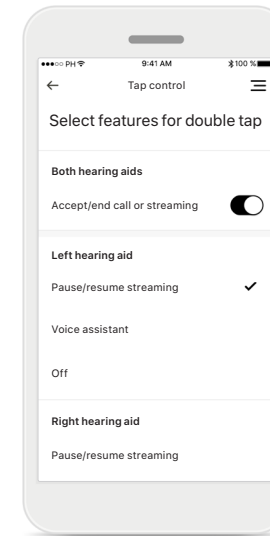 ●●●○○ PH 9:41 AM 100 %
Tap control
Select features for double tap
Both hearing aids
Accept/end call or streaming
Left hearing aid
Pause/resume streaming
Voice assistant
Off
Right hearing aid
Pause/resume streaming